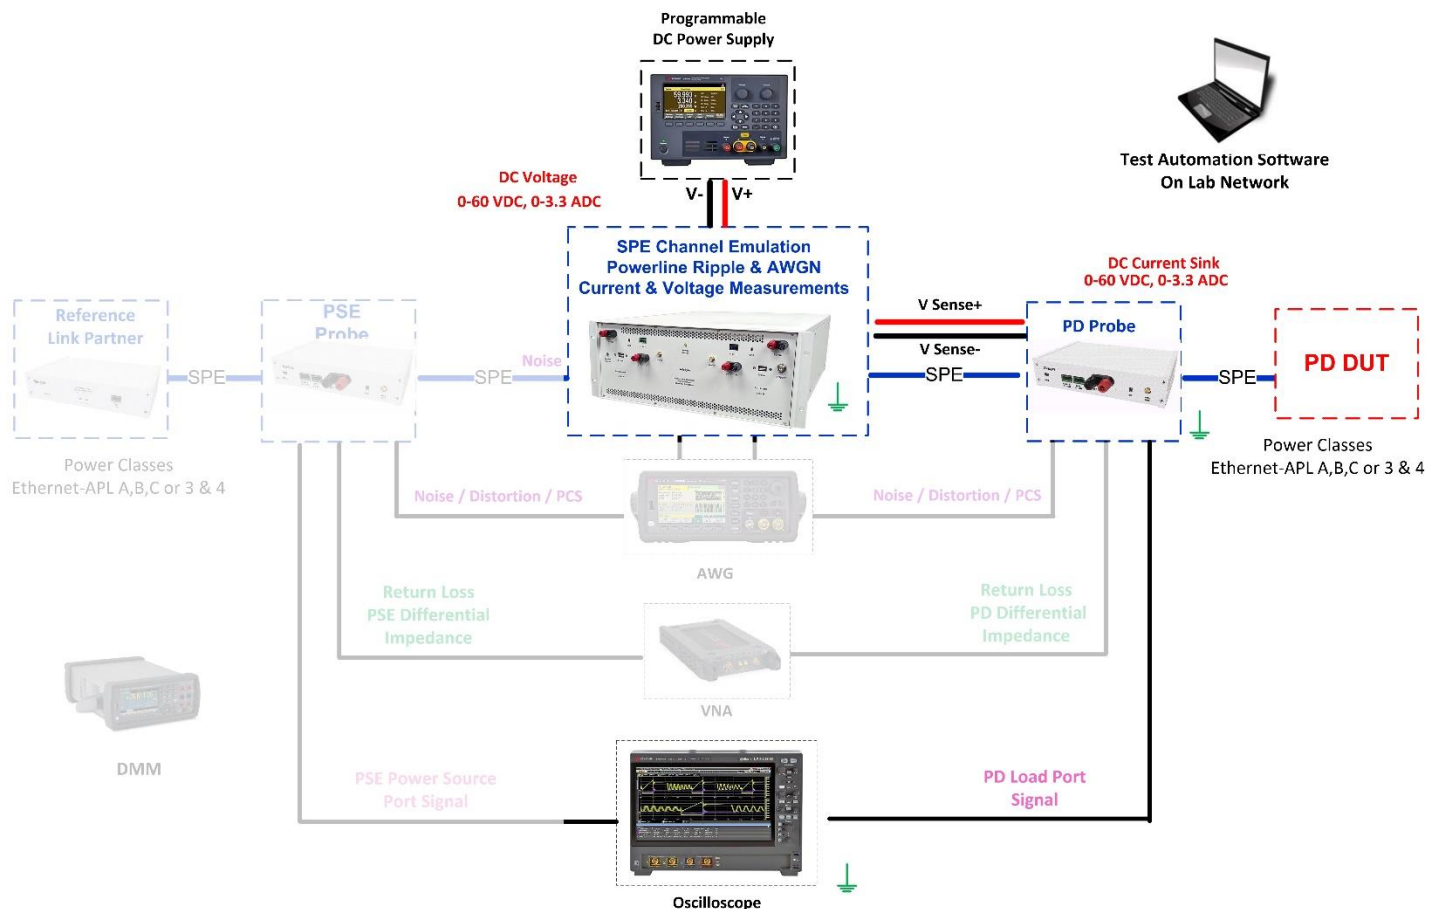 Programmable
DC Power Supply
Test Automation Software
On Lab Network
DC Voltage
0-60 VDC, 0-3.3 ADC
V-
V+
SPE Channel Emulation
Powerline Ripple & AWGN
Current & Voltage Measurements
DC Current Sink
0-60 VDC, 0-3.3 ADC
Reference
Link Partner
PSE
Probe
Noise
V Sense+
V Sense-
PD Probe
PD DUT
SPE
SPE
SPE
SPE
Power Classes
Ethernet-APL A,B,C or 3 & 4
Power Classes
Ethernet-APL A,B,C or 3 & 4
Noise / Distortion / PCS
Noise / Distortion / PCS
AWG
Return Loss
PSE Differential
Impedance
Return Loss
PD Differential
Impedance
VNA
DMM
PSE Power Source
Port Signal
PD Load Port
Signal
Oscilloscope